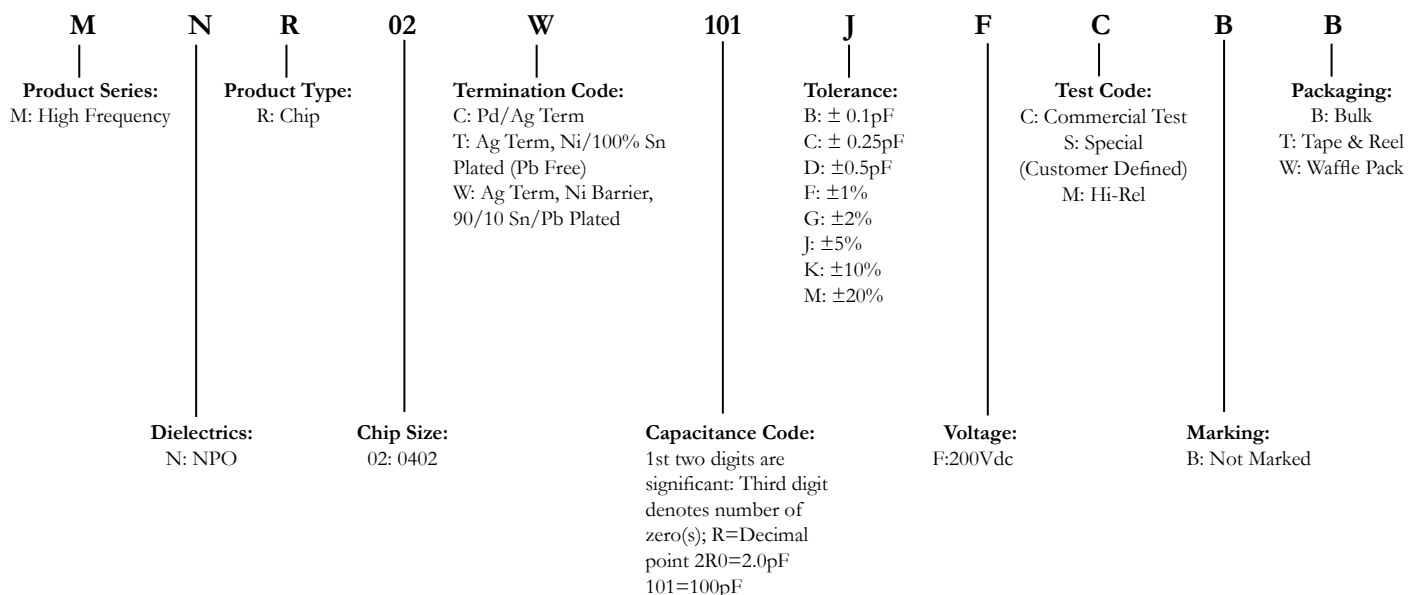 M N R 02 W 101 J F C B B
Product Series:
M: High Frequency
Product Type:
R: Chip
Termination Code:
C: Pd/Ag Term
T: Ag Term, Ni/100% Sn
Plated (Pb Free)
W: Ag Term, Ni Barrier,
90/10 Sn/Pb Plated
Tolerance:
B: ± 0.1pF
C: ± 0.25pF
D: ±0.5pF
F: ±1%
G: ±2%
J: ±5%
K: ±10%
M: ±20%
Test Code:
C: Commercial Test
S: Special
(Customer Defined)
M: Hi-Rel
Packaging:
B: Bulk
T: Tape & Reel
W: Waffle Pack
Dielectrics:
N: NPO
Chip Size:
02: 0402
Capacitance Code:
1st two digits are
significant: Third digit
denotes number of
zero(s); R=Decimal
point 2R0=2.0pF
101=100pF
Voltage:
F:200Vdc
Marking:
B: Not Marked